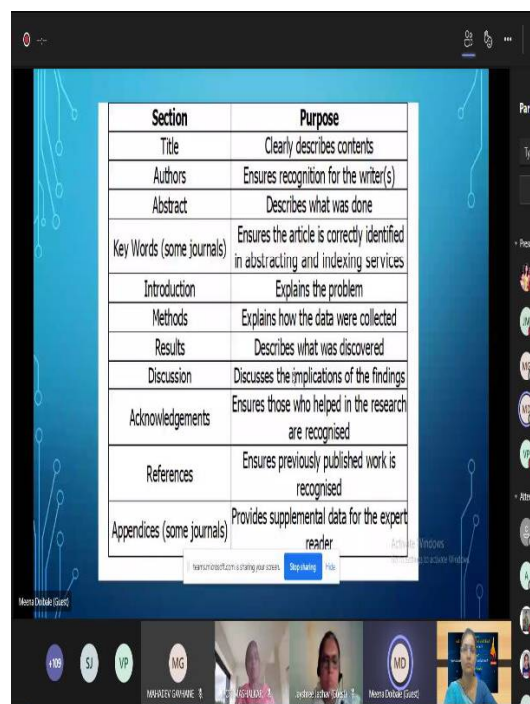 --:--
Section Purpose
Title Clearly describes contents
Authors Ensures recognition for the writer(s)
Abstract Describes what was done
Key Words (some journals) Ensures the article is correctly identified
in abstracting and indexing services
Introduction Explains the problem
Methods Explains how the data were collected
Results Describes what was discovered
Discussion Discusses the implications of the findings
Acknowledgements Ensures those who helped in the research
are recognised
References Ensures previously published work is
recognised
Appendices (some journals) Provides supplemental data for the expert
reader
Activate Windows
teams.microsoft.com is sharing your screen. Stop sharing Hide
(Guest)
+109 SJ VP MG MD
MAHADEV GAVHANE
(Guest)